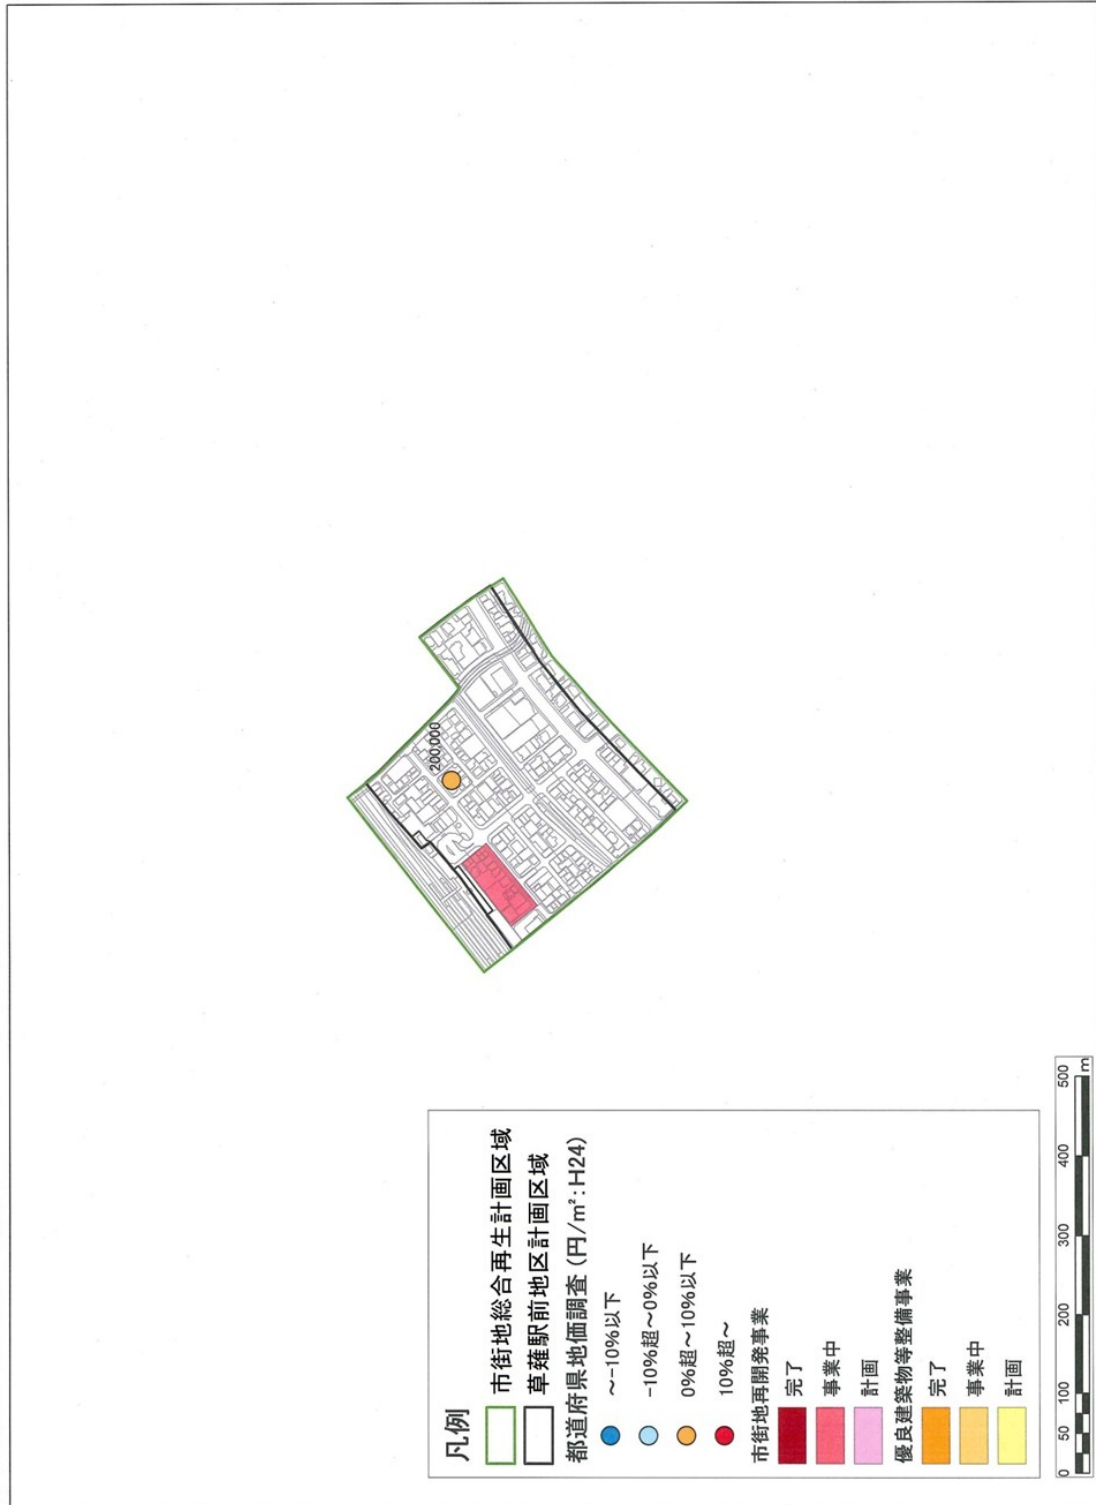 200,000
凡例
市街地総合再生計画区域
草薙駅前地区計画区域
都道府県地価調査（円/㎡：H24）
～-10%以下
-10%超～0%以下
0%超～10%以下
10%超～
市街地再開発事業
完了
事業中
計画
優良建築物等整備事業
完了
事業中
計画
0 50 100 200 300 400 500
m